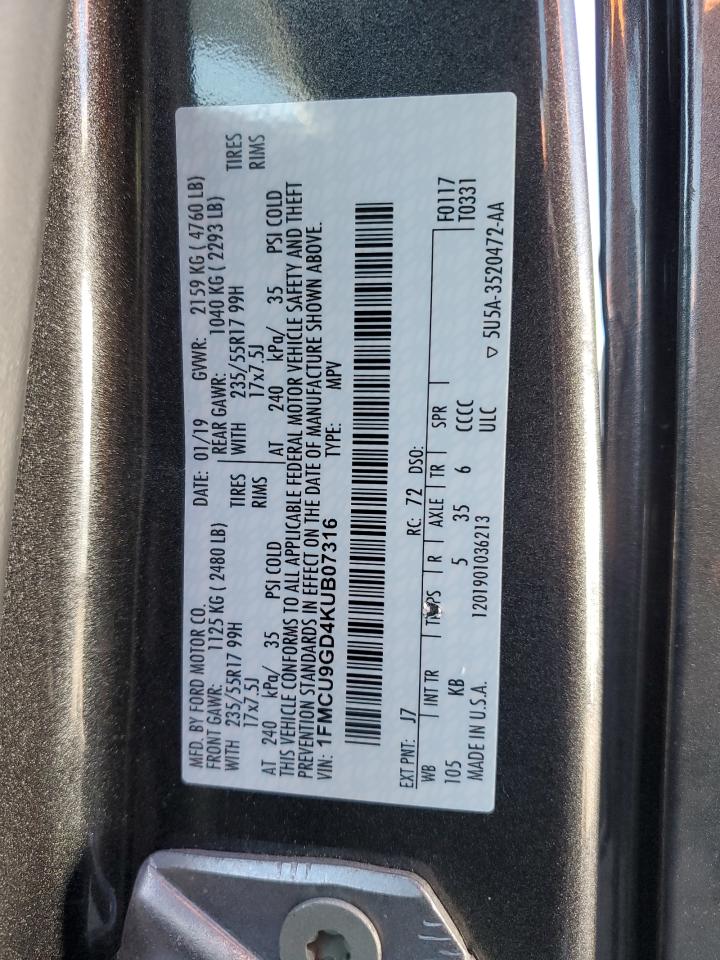 MFD. BY FORD MOTOR CO. DATE: 01/19 GVWR: 2159 KG ( 4760 LB)
FRONT GAWR: 1125 KG ( 2480 LB) REAR GAWR: 1040 KG ( 2293 LB)
WITH 235/55R17 99H TIRES WITH 235/55R17 99H TIRES
17x7.5J RIMS 17x7.5J RIMS
AT 240 kPa/ 35 PSI COLD AT 240 kPa/ 35 PSI COLD
THIS VEHICLE CONFORMS TO ALL APPLICABLE FEDERAL MOTOR VEHICLE SAFETY AND THEFT
PREVENTION STANDARDS IN EFFECT ON THE DATE OF MANUFACTURE SHOWN ABOVE.
VIN: 1FMCU9GD4KUB07316 TYPE: MPV
EXT PNT: J7 RC: 72 DSO: F0117
WB INT TR R AXLE TR SPR T0331
105 KB 5 35 6 CCCC
MADE IN U.S.A. 1201901036213 ULC ▽ 5U5A-3520472-AA